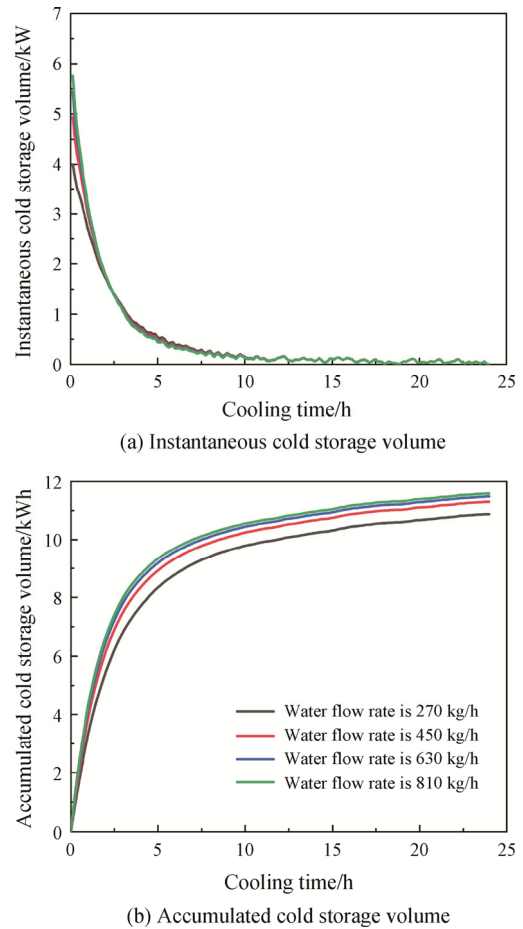 7
6
5
4
3
2
1
0
Instantaneous cold storage volume/kW
0 5 10 15 20 25
Cooling time/h
(a) Instantaneous cold storage volume
12
10
8
6
4
2
0
Accumulated cold storage volume/kWh
Water flow rate is 270 kg/h
Water flow rate is 450 kg/h
Water flow rate is 630 kg/h
Water flow rate is 810 kg/h
0 5 10 15 20 25
Cooling time/h
(b) Accumulated cold storage volume